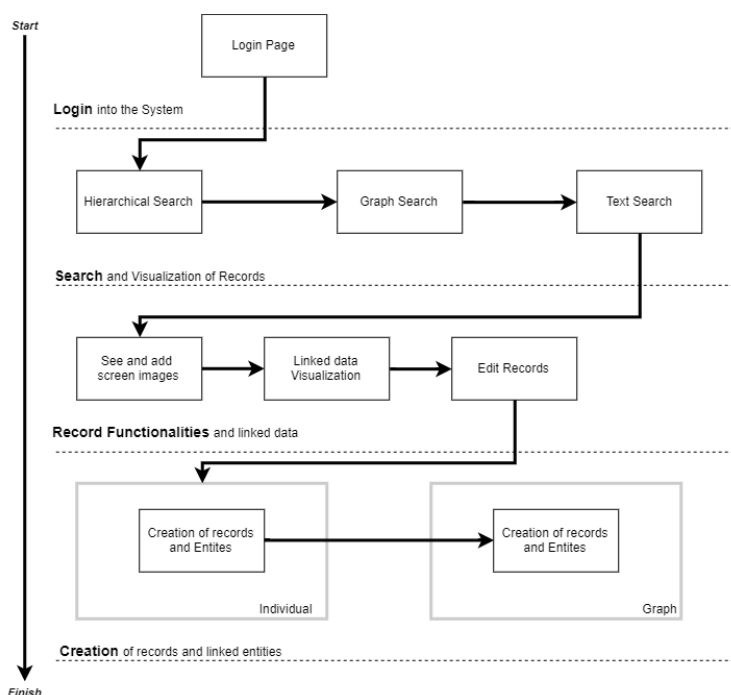 Start
Login Page
Login into the System
Hierarchical Search
Graph Search
Text Search
Search and Visualization of Records
See and add
screen images
Linked data
Visualization
Edit Records
Record Functionalities and linked data
Creation of records
and Entites
Individual
Creation of records
and Entites
Graph
Creation of records and linked entities
Finish